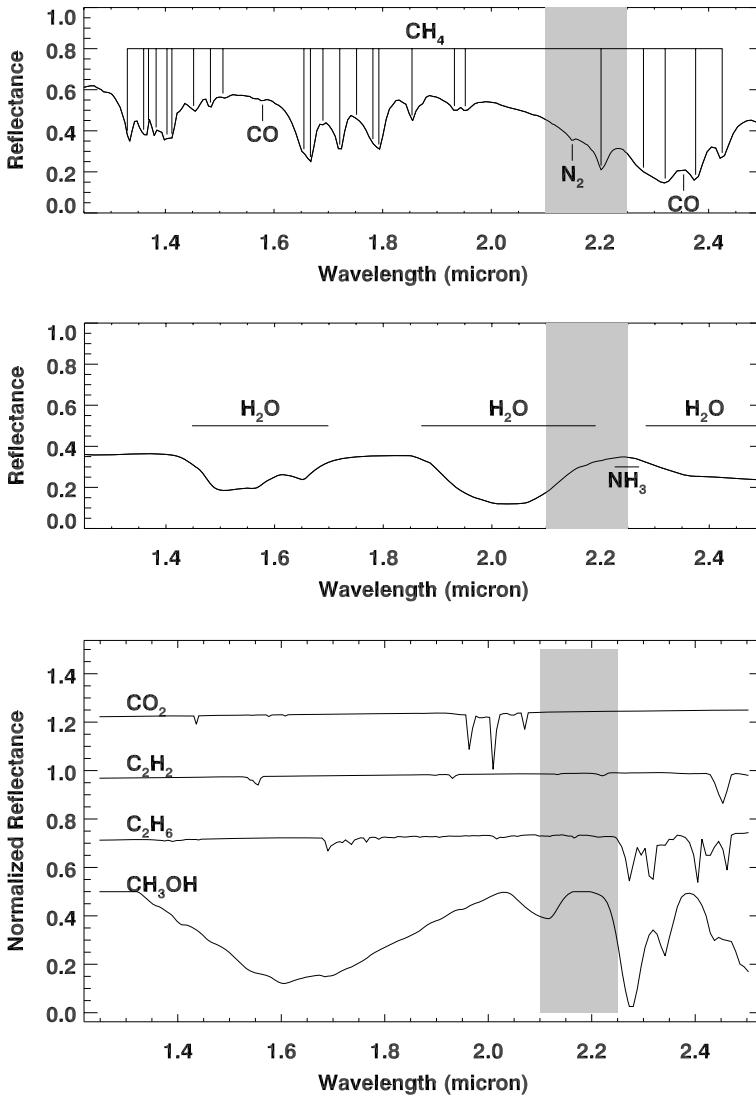 1.0
0.8
0.6
0.4
0.2
0.0
Reflectance
CH₄
CO
N₂
CO
1.4 1.6 1.8 2.0 2.2 2.4
Wavelength (micron)
1.0
0.8
0.6
0.4
0.2
0.0
Reflectance
H₂O
H₂O
H₂O
NH₃
1.4 1.6 1.8 2.0 2.2 2.4
Wavelength (micron)
1.4
1.2
1.0
0.8
0.6
0.4
0.2
0.0
Normalized Reflectance
CO₂
C₂H₂
C₂H₆
CH₃OH
1.4 1.6 1.8 2.0 2.2 2.4
Wavelength (micron)